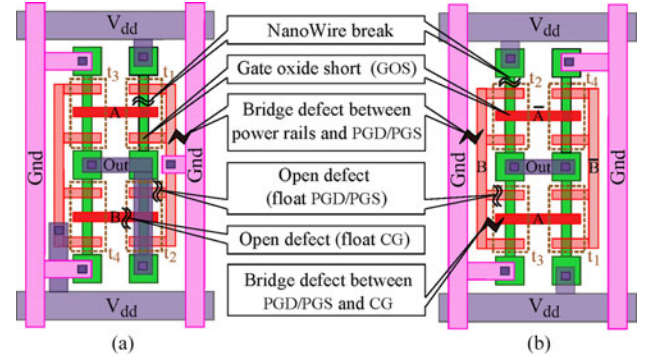 Vdd
Gnd
t3
t1
A
Out
Gnd
B
t4
t2
Vdd
(a)
NanoWire break
Gate oxide short (GOS)
Bridge defect between
power rails and PGD/PGS
Open defect
(float PGD/PGS)
Open defect (float CG)
Bridge defect between
PGD/PGS and CG
Vdd
t2
t4
A̅
B
Out
B̅
Gnd
A
t3
t1
Vdd
(b)